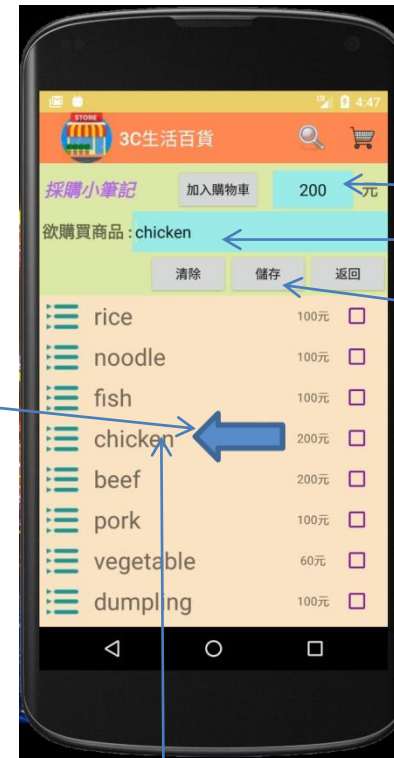 4:47
STORE
3C生活百貨
採購小筆記 加入購物車 200 元
欲購買商品 : chicken
清除 儲存 返回
rice 100元
noodle 100元
fish 100元
chicken 200元
beef 200元
pork 100元
vegetable 60元
dumpling 100元